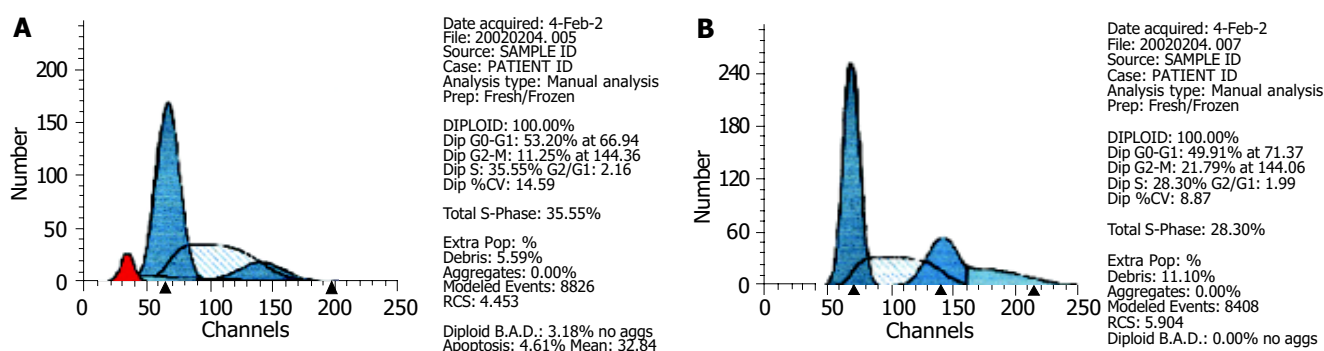 A
Number
200
150
100
50
0
0 50 100 150 200 250
Channels
Date acquired: 4-Feb-2
File: 20020204. 005
Source: SAMPLE ID
Case: PATIENT ID
Analysis type: Manual analysis
Prep: Fresh/Frozen
DIPLOID: 100.00%
Dip G0-G1: 53.20% at 66.94
Dip G2-M: 11.25% at 144.36
Dip S: 35.55% G2/G1: 2.16
Dip %CV: 14.59
Total S-Phase: 35.55%
Extra Pop: %
Debris: 5.59%
Aggregates: 0.00%
Modeled Events: 8826
RCS: 4.453
Diploid B.A.D.: 3.18% no aggs
Apoptosis: 4.61% Mean: 32.84
B
Number
240
180
120
60
0
0 50 100 150 200 250
Channels
Date acquired: 4-Feb-2
File: 20020204. 007
Source: SAMPLE ID
Case: PATIENT ID
Analysis type: Manual analysis
Prep: Fresh/Frozen
DIPLOID: 100.00%
Dip G0-G1: 49.91% at 71.37
Dip G2-M: 21.79% at 144.06
Dip S: 28.30% G2/G1: 1.99
Dip %CV: 8.87
Total S-Phase: 28.30%
Extra Pop: %
Debris: 11.10%
Aggregates: 0.00%
Modeled Events: 8408
RCS: 5.904
Diploid B.A.D.: 0.00% no aggs